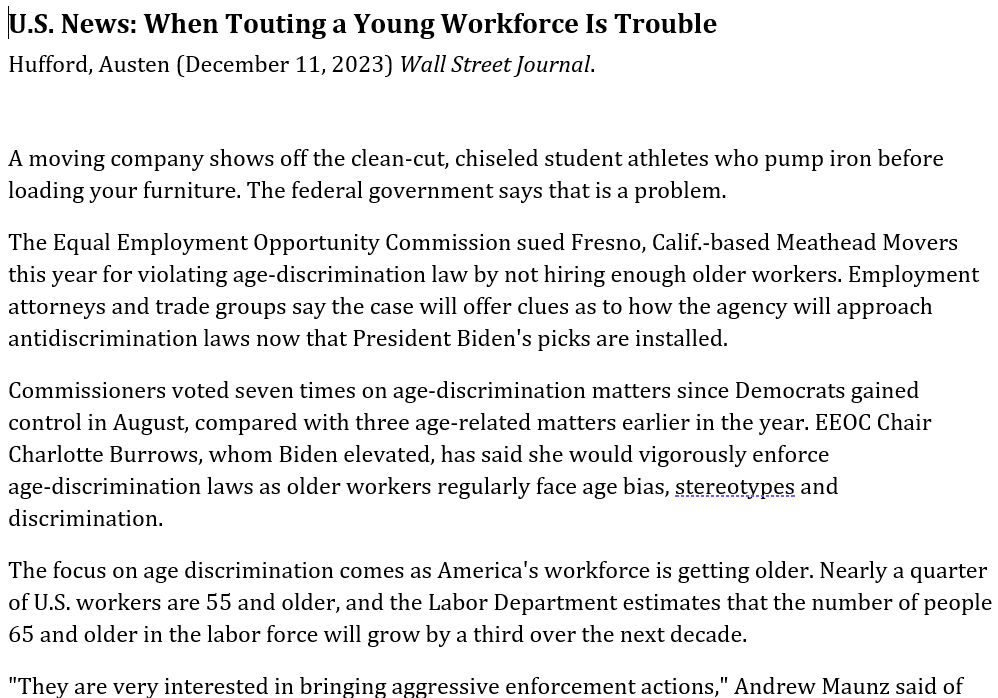 U.S. News: When Touting a Young Workforce Is Trouble
Hufford, Austen (December 11, 2023) Wall Street Journal.
A moving company shows off the clean-cut, chiseled student athletes who pump iron before
loading your furniture. The federal government says that is a problem.
The Equal Employment Opportunity Commission sued Fresno, Calif.-based Meathead Movers
this year for violating age-discrimination law by not hiring enough older workers. Employment
attorneys and trade groups say the case will offer clues as to how the agency will approach
antidiscrimination laws now that President Biden's picks are installed.
Commissioners voted seven times on age-discrimination matters since Democrats gained
control in August, compared with three age-related matters earlier in the year. EEOC Chair
Charlotte Burrows, whom Biden elevated, has said she would vigorously enforce
age-discrimination laws as older workers regularly face age bias, stereotypes and
discrimination.
The focus on age discrimination comes as America's workforce is getting older. Nearly a quarter
of U.S. workers are 55 and older, and the Labor Department estimates that the number of people
65 and older in the labor force will grow by a third over the next decade.
"They are very interested in bringing aggressive enforcement actions," Andrew Maunz said of